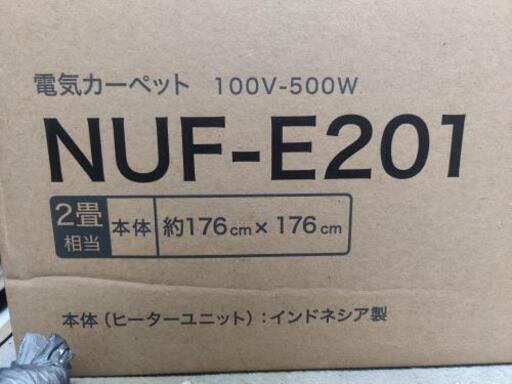 電気カーペット 100V-500W
NUF-E201
2畳相当 本体 約176cm×176cm
本体（ヒーターユニット）：インドネシア製